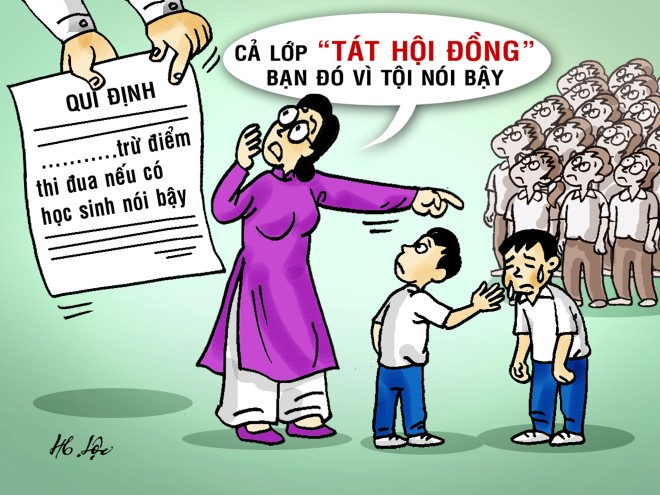 CẢ LỚP “TÁT HỘI ĐỒNG”
BẠN ĐÓ VÌ TỘI NÓI BẬY
QUI ĐỊNH
............trừ điểm
thi đua nếu có
học sinh nói bậy
Hb Lộc